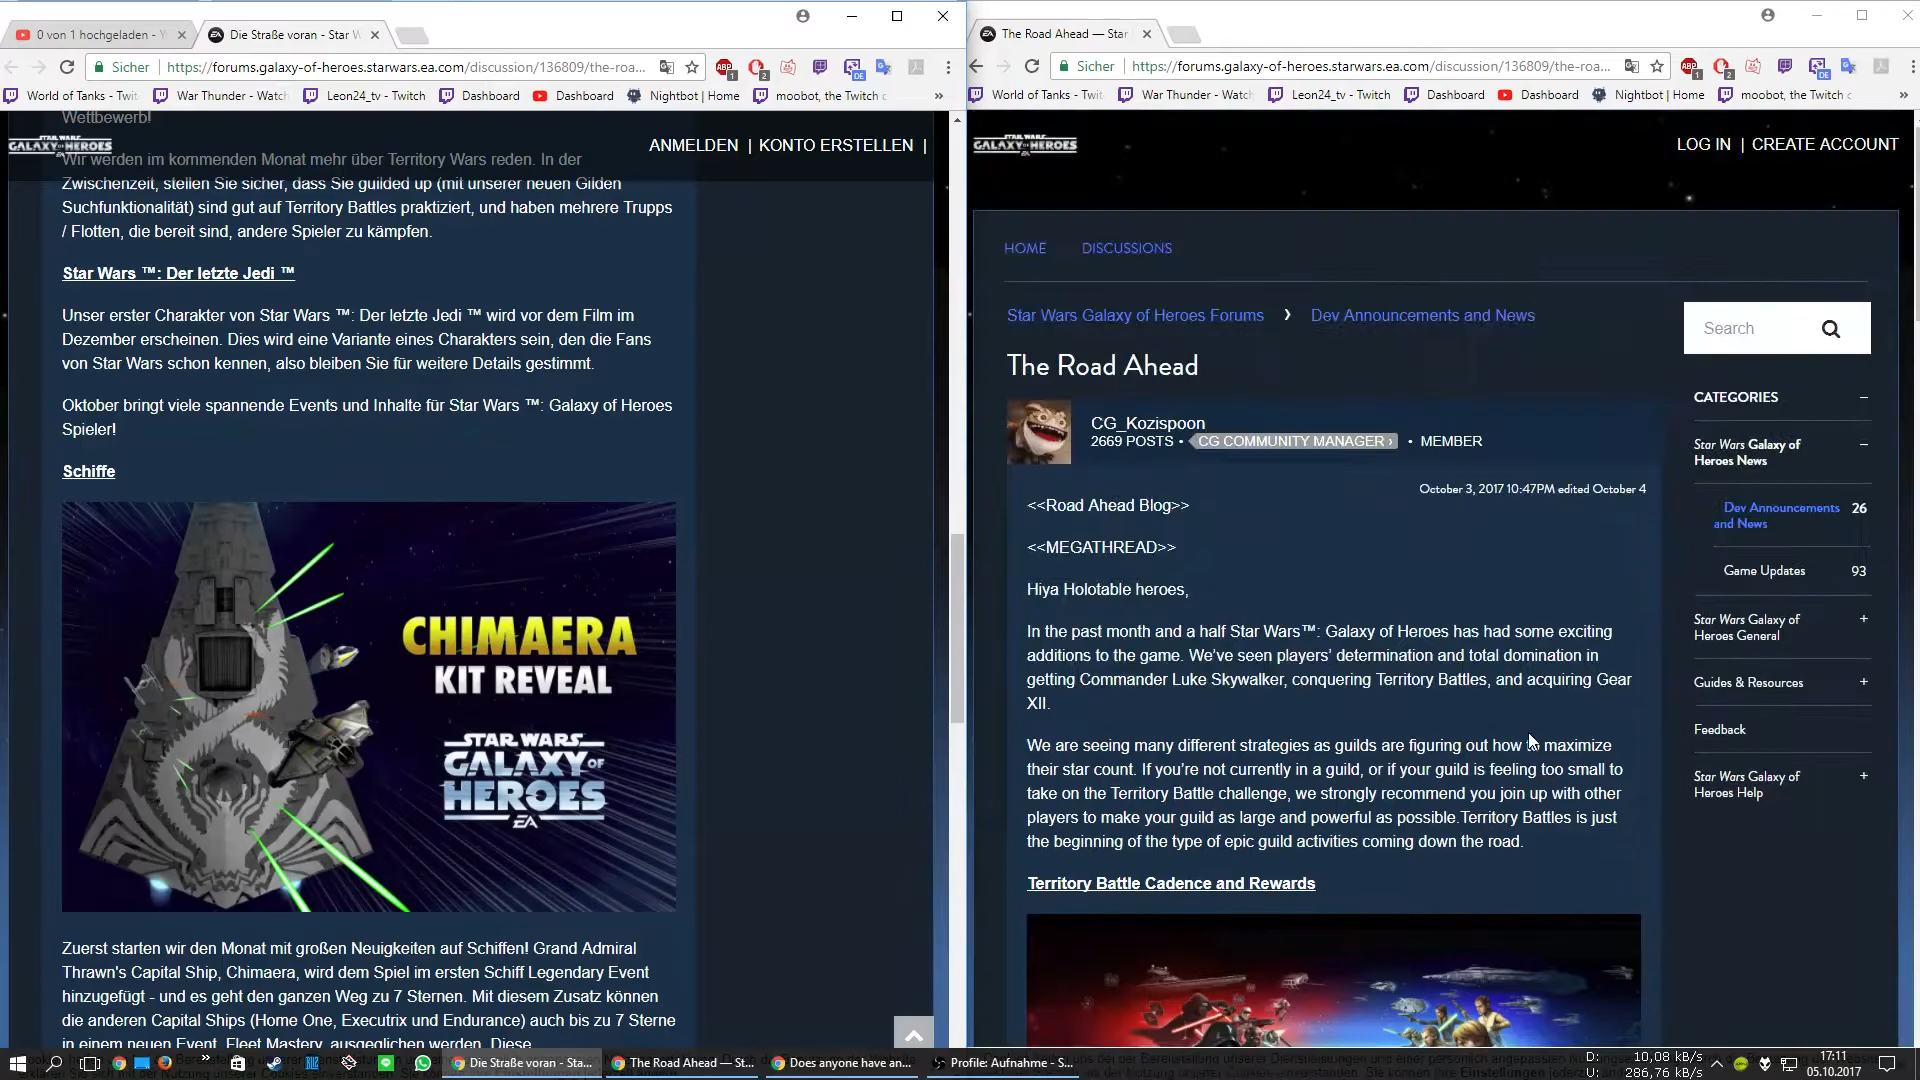 0 von 1 hochgeladen - Y
Die Straße voran - Star W
Sicher
https://forums.galaxy-of-heroes.starwars.ea.com/discussion/136809/the-roa...
World of Tanks - Twit
War Thunder - Watch
Leon24_tv - Twitch
Dashboard
Dashboard
Nightbot | Home
moobot, the Twitch c
»
Wettbewerb!
STAR WARS
GALAXY OF HEROES
ANMELDEN | KONTO ERSTELLEN |
Wir werden im kommenden Monat mehr über Territory Wars reden. In der
Zwischenzeit, stellen Sie sicher, dass Sie guilded up (mit unserer neuen Gilden
Suchfunktionalität) sind gut auf Territory Battles praktiziert, und haben mehrere Trupps
/ Flotten, die bereit sind, andere Spieler zu kämpfen.
Star Wars ™: Der letzte Jedi ™
Unser erster Charakter von Star Wars ™: Der letzte Jedi ™ wird vor dem Film im
Dezember erscheinen. Dies wird eine Variante eines Charakters sein, den die Fans
von Star Wars schon kennen, also bleiben Sie für weitere Details gestimmt.
Oktober bringt viele spannende Events und Inhalte für Star Wars ™: Galaxy of Heroes
Spieler!
Schiffe
CHIMAERA
KIT REVEAL
STAR WARS
GALAXY OF
HEROES
EA
Zuerst starten wir den Monat mit großen Neuigkeiten auf Schiffen! Grand Admiral
Thrawn's Capital Ship, Chimaera, wird dem Spiel im ersten Schiff Legendary Event
hinzugefügt - und es geht den ganzen Weg zu 7 Sternen. Mit diesem Zusatz können
die anderen Capital Ships (Home One, Executrix und Endurance) auch bis zu 7 Sterne
in einem neuen Event, Fleet Mastery, ausgeglichen werden. Diese
The Road Ahead — Star
Sicher
https://forums.galaxy-of-heroes.starwars.ea.com/discussion/136809/the-roa...
World of Tanks - Twit
War Thunder - Watch
Leon24_tv - Twitch
Dashboard
Dashboard
Nightbot | Home
moobot, the Twitch c
»
STAR WARS
GALAXY OF HEROES
LOG IN | CREATE ACCOUNT
HOME
DISCUSSIONS
Star Wars Galaxy of Heroes Forums › Dev Announcements and News
The Road Ahead
CG_Kozispoon
2669 POSTS • CG COMMUNITY MANAGER › • MEMBER
October 3, 2017 10:47PM edited October 4
<<Road Ahead Blog>>
<<MEGATHREAD>>
Hiya Holotable heroes,
In the past month and a half Star Wars™: Galaxy of Heroes has had some exciting
additions to the game. We've seen players' determination and total domination in
getting Commander Luke Skywalker, conquering Territory Battles, and acquiring Gear
XII.
We are seeing many different strategies as guilds are figuring out how to maximize
their star count. If you're not currently in a guild, or if your guild is feeling too small to
take on the Territory Battle challenge, we strongly recommend you join up with other
players to make your guild as large and powerful as possible.Territory Battles is just
the beginning of the type of epic guild activities coming down the road.
Territory Battle Cadence and Rewards
Search
CATEGORIES –
Star Wars Galaxy of –
Heroes News
Dev Announcements 26
and News
Game Updates 93
Star Wars Galaxy of +
Heroes General
Guides & Resources +
Feedback
Star Wars Galaxy of +
Heroes Help
»
Die Straße voran - Sta...
The Road Ahead — St...
Does anyone have an...
Profile: Aufnahme - S...
D: 10,08 kB/s
U: 286,76 kB/s
17:11
05.10.2017